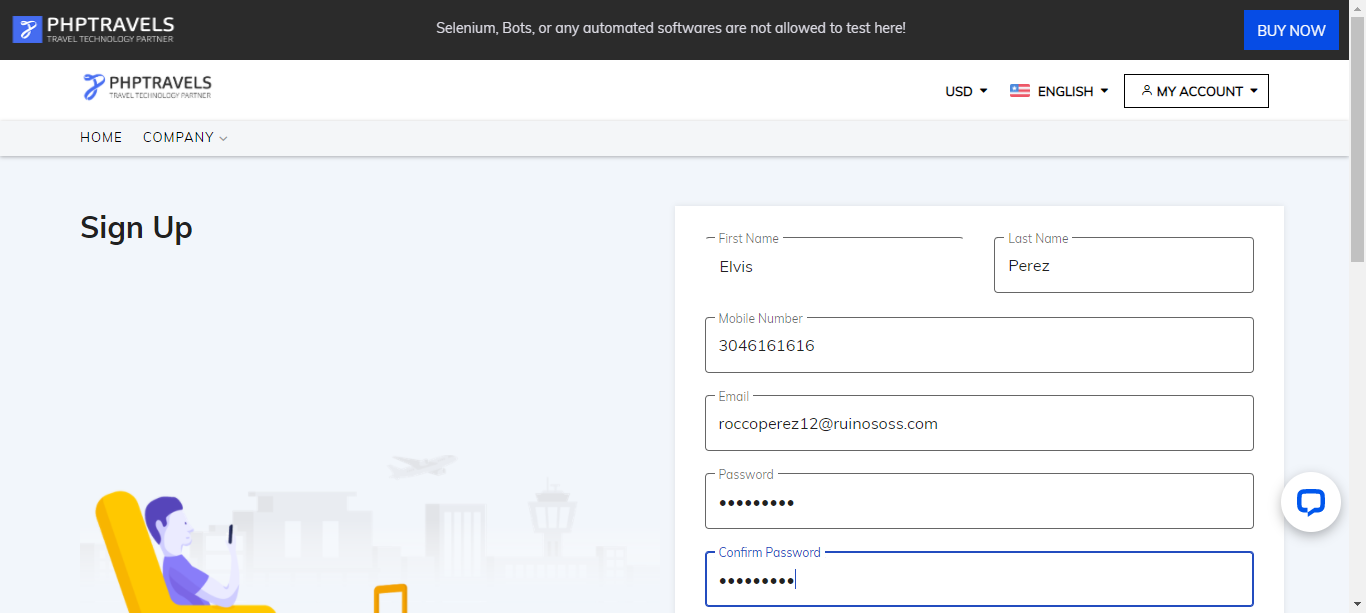 PHPTRAVELS
TRAVEL TECHNOLOGY PARTNER
Selenium, Bots, or any automated softwares are not allowed to test here!
BUY NOW
PHPTRAVELS
TRAVEL TECHNOLOGY PARTNER
USD
ENGLISH
MY ACCOUNT
HOME
COMPANY
Sign Up
First Name
Elvis
Last Name
Perez
Mobile Number
3046161616
Email
roccoperez12@ruinososs.com
Password
•••••••••
Confirm Password
•••••••••